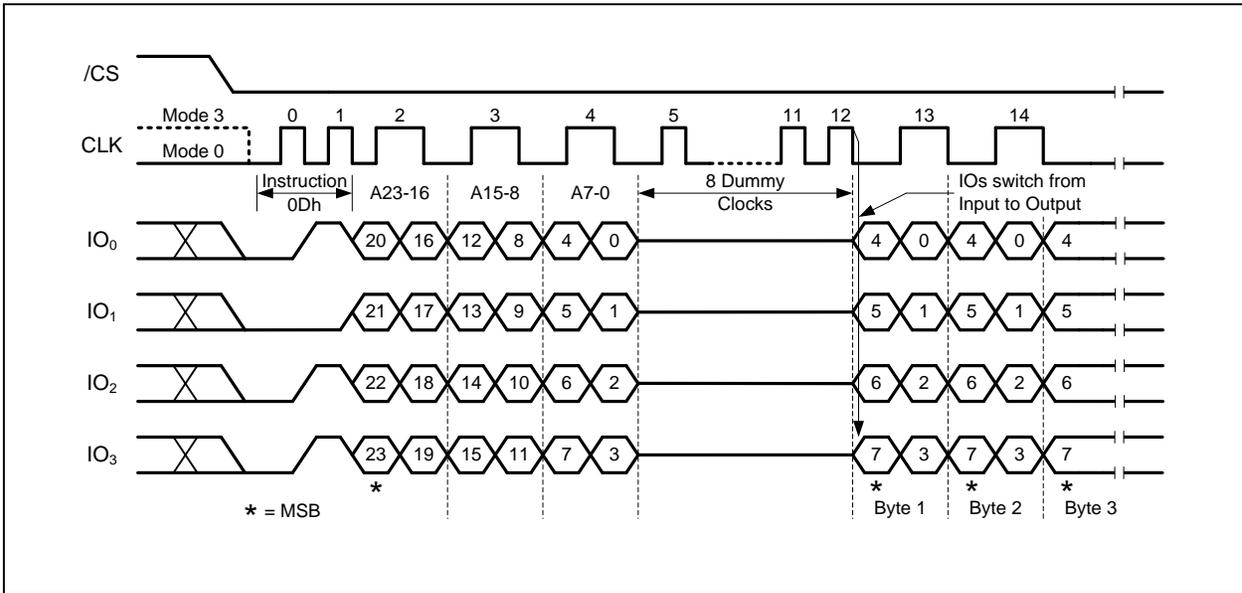 /CS
Mode 3 0 1 2 3 4 5 11 12 13 14
CLK
Mode 0
Instruction A23-16 A15-8 A7-0 8 Dummy IOs switch from
0Dh Clocks Input to Output
IO₀ 20 16 12 8 4 0 4 0 4 0 4
IO₁ 21 17 13 9 5 1 5 1 5 1 5
IO₂ 22 18 14 10 6 2 6 2 6 2 6
IO₃ 23 19 15 11 7 3 7 3 7 3 7
* * * *
* = MSB Byte 1 Byte 2 Byte 3